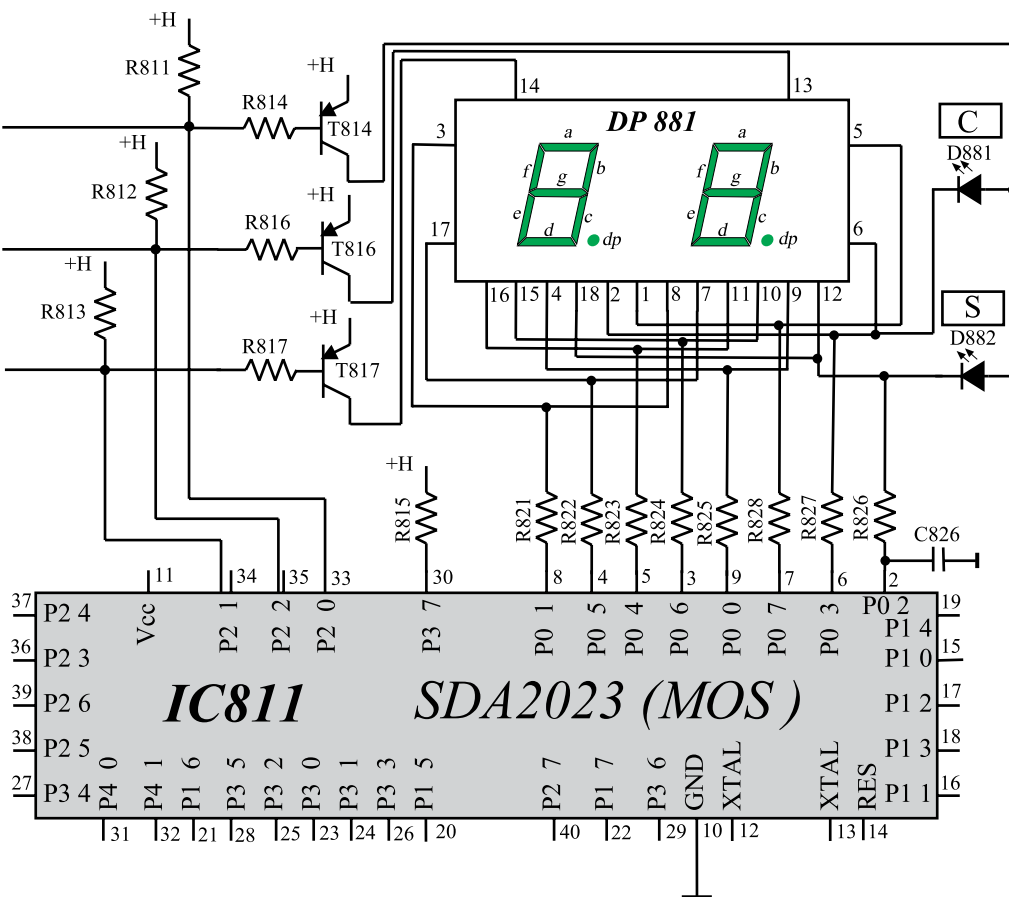 +H
R811
+H
R814
T814
14
13
DP 881
3
5
C
D881
+H
a
f
g
b
e
c
d
dp
a
f
g
b
e
c
d
dp
R812
+H
R816
T816
17
6
+H
R813
16 15 4 18 2 1 8 7 11 10 9 12
S
D882
+H
R817
T817
+H
R815
R821
R822
R823
R824
R825
R828
R827
R826
C826
11
34
35
33
30
8
4
5
3
9
7
6
2
37
P2 4
Vcc
P2 1
P2 2
P2 0
P3 7
P0 1
P0 5
P0 4
P0 6
P0 0
P0 7
P0 3
P0 2
19
P1 4
36
P2 3
P1 0
15
39
P2 6
IC811
SDA2023 (MOS )
P1 2
17
38
P2 5
P1 3
18
27
P3 4
P4 0
P4 1
P1 6
P3 5
P3 2
P3 0
P3 1
P3 3
P1 5
P2 7
P1 7
P3 6
GND
XTAL
XTAL
RES
P1 1
16
31
32
21
28
25
23
24
26
20
40
22
29
10
12
13
14